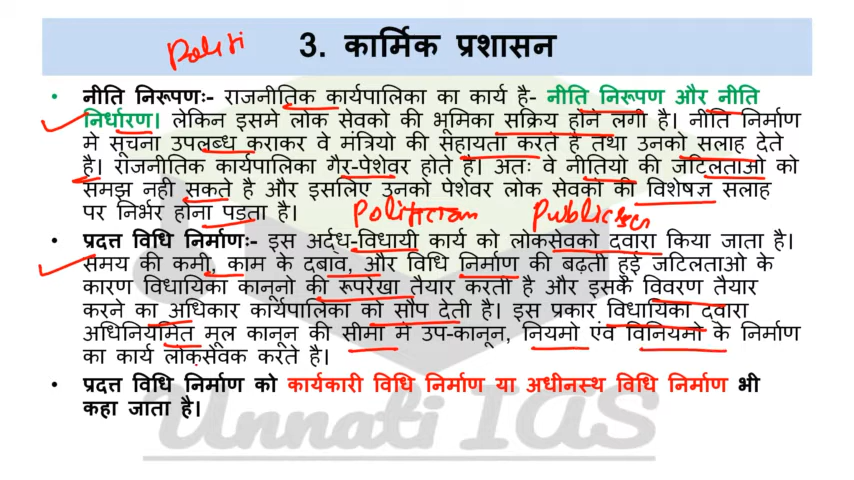 Politi
3. कार्मिक प्रशासन
• नीति निरूपणः- राजनीतिक कार्यपालिका का कार्य है- नीति निरूपण और नीति
निर्धारण। लेकिन इसमे लोक सेवको की भूमिका सक्रिय होने लगी है। नीति निर्माण
मे सूचना उपलब्ध कराकर वे मंत्रियो की सहायता करते है तथा उनको सलाह देते
है। राजनीतिक कार्यपालिका गैर-पेशेवर होते है। अतः वे नीतियो की जटिलताओ को
समझ नही सकते है और इसलिए उनको पेशेवर लोक सेवको की विशेषज्ञ सलाह
पर निर्भर होना पडता है।
Politician
• प्रदत्त विधि निर्माणः- इस अर्द्ध-विधायी कार्य को लोकसेवको दवारा किया जाता है।
समय की कमी, काम के दबाव, और विधि निर्माण की बढ़ती हुई जटिलताओ के
कारण विधायिका कानूनो की रूपरेखा तैयार करती है और इसके विवरण तैयार
करने का अधिकार कार्यपालिका को सौप देती है। इस प्रकार विधायिका दवारा
अधिनियमित मूल कानून की सीमा मे उप-कानून, नियमो एंव विनियमो के निर्माण
का कार्य लोकसेवक करते है।
• प्रदत्त विधि निर्माण को कार्यकारी विधि निर्माण या अधीनस्थ विधि निर्माण भी
कहा जाता है।
Unnati IAS